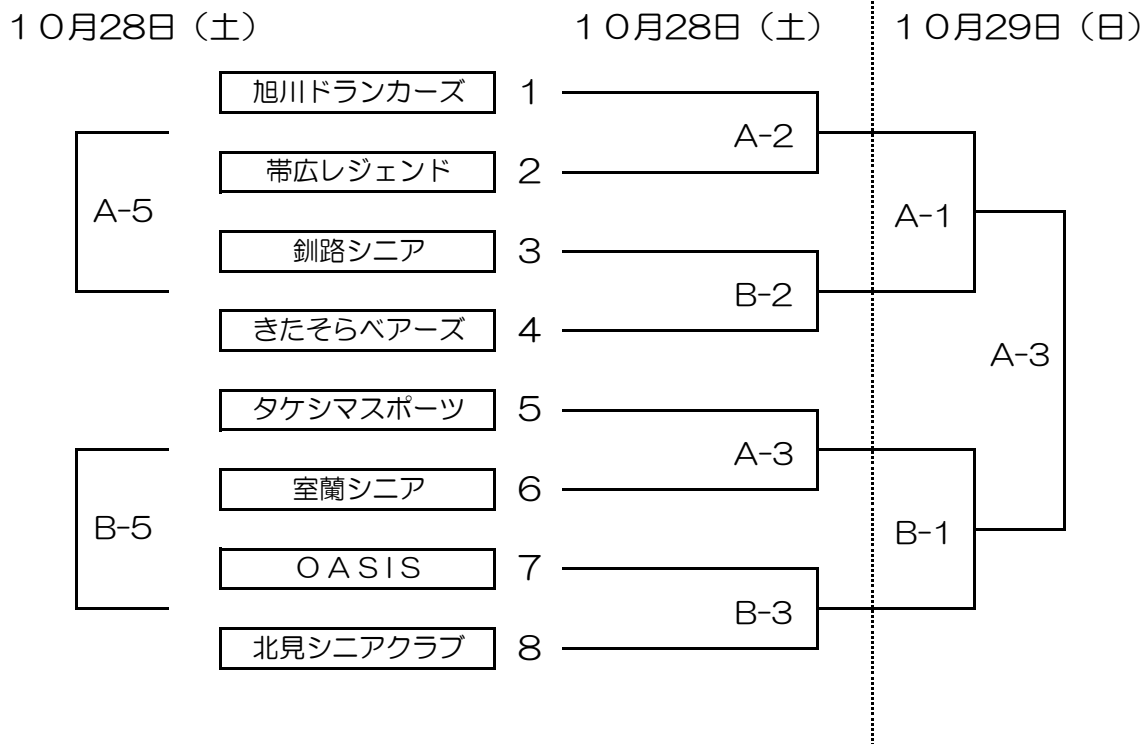 １０月28日（土）
１０月28日（土）
１０月29日（日）
旭川ドランカーズ 1
A-2
帯広レジェンド 2
A-5
A-1
釧路シニア 3
B-2
きたそらベアーズ 4
A-3
タケシマスポーツ 5
A-3
室蘭シニア 6
B-5
B-1
ＯＡＳＩＳ 7
B-3
北見シニアクラブ 8